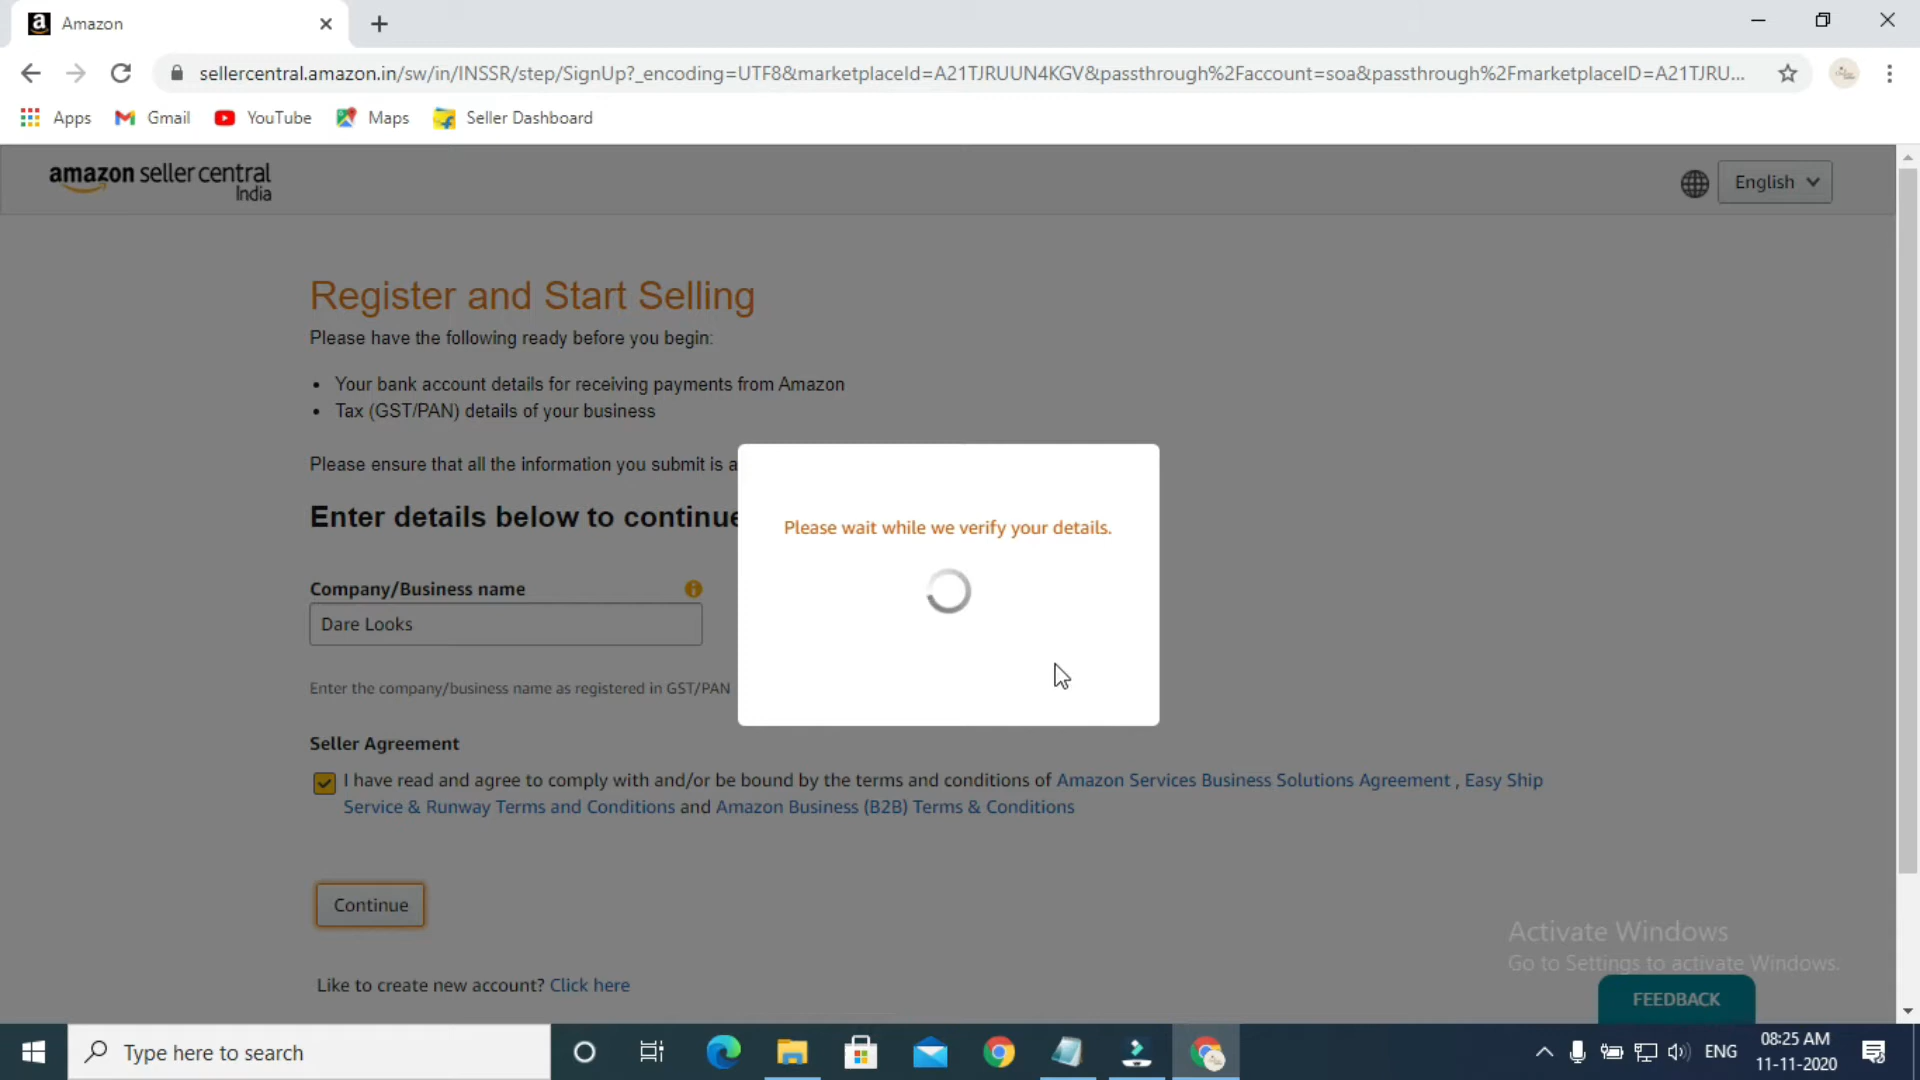 Amazon
sellercentral.amazon.in/sw/in/INSSR/step/SignUp?_encoding=UTF8&marketplaceId=A21TJRUUN4KGV&passthrough%2Faccount=soa&passthrough%2FmarketplaceID=A21TJRU...
Apps Gmail YouTube Maps Seller Dashboard
amazon seller central
India
English
Register and Start Selling
Please have the following ready before you begin:
• Your bank account details for receiving payments from Amazon
• Tax (GST/PAN) details of your business
Please ensure that all the information you submit is a
Enter details below to continue
Please wait while we verify your details.
Company/Business name
Dare Looks
Enter the company/business name as registered in GST/PAN
Seller Agreement
I have read and agree to comply with and/or be bound by the terms and conditions of Amazon Services Business Solutions Agreement , Easy Ship
Service & Runway Terms and Conditions and Amazon Business (B2B) Terms & Conditions
Continue
Activate Windows
Go to Settings to activate Windows.
Like to create new account? Click here
FEEDBACK
Type here to search
ENG
08:25 AM
11-11-2020